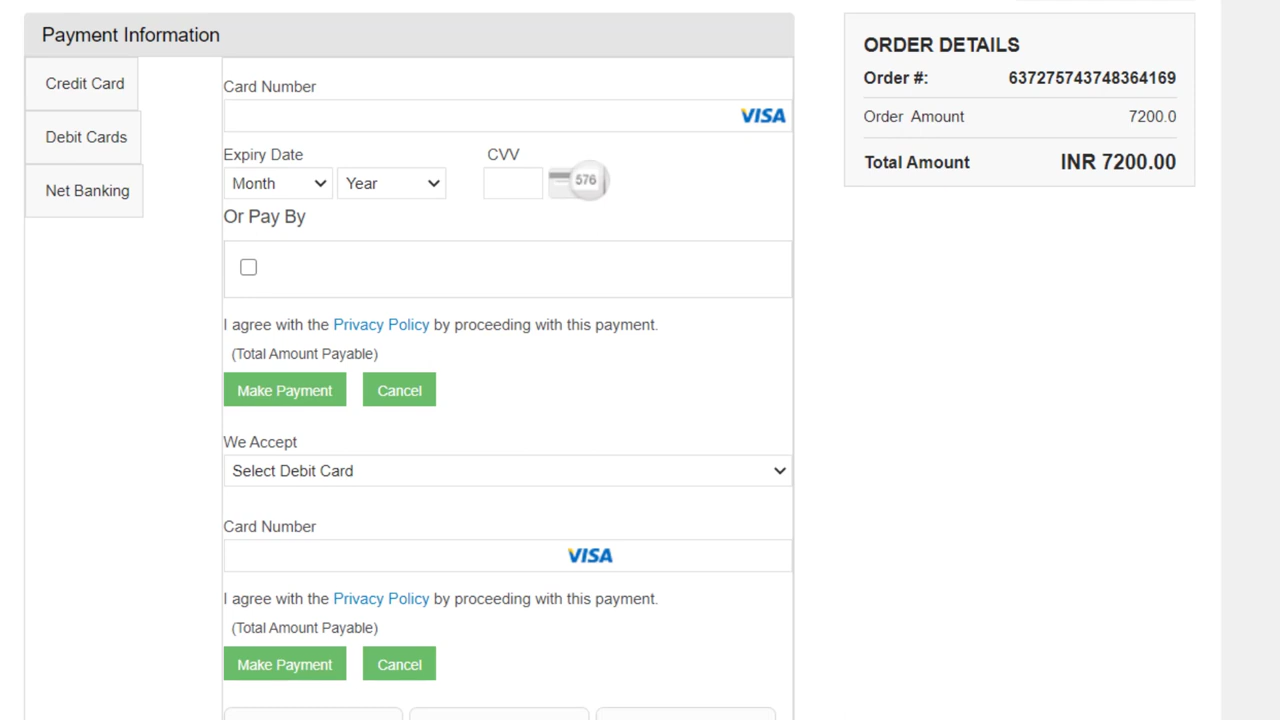 Payment Information
Credit Card
Debit Cards
Net Banking
Card Number
VISA
Expiry Date CVV
Month Year 576
Or Pay By
I agree with the Privacy Policy by proceeding with this payment.
(Total Amount Payable)
Make Payment Cancel
We Accept
Select Debit Card
Card Number
VISA
I agree with the Privacy Policy by proceeding with this payment.
(Total Amount Payable)
Make Payment Cancel
ORDER DETAILS
Order #: 637275743748364169
Order Amount 7200.0
Total Amount INR 7200.00